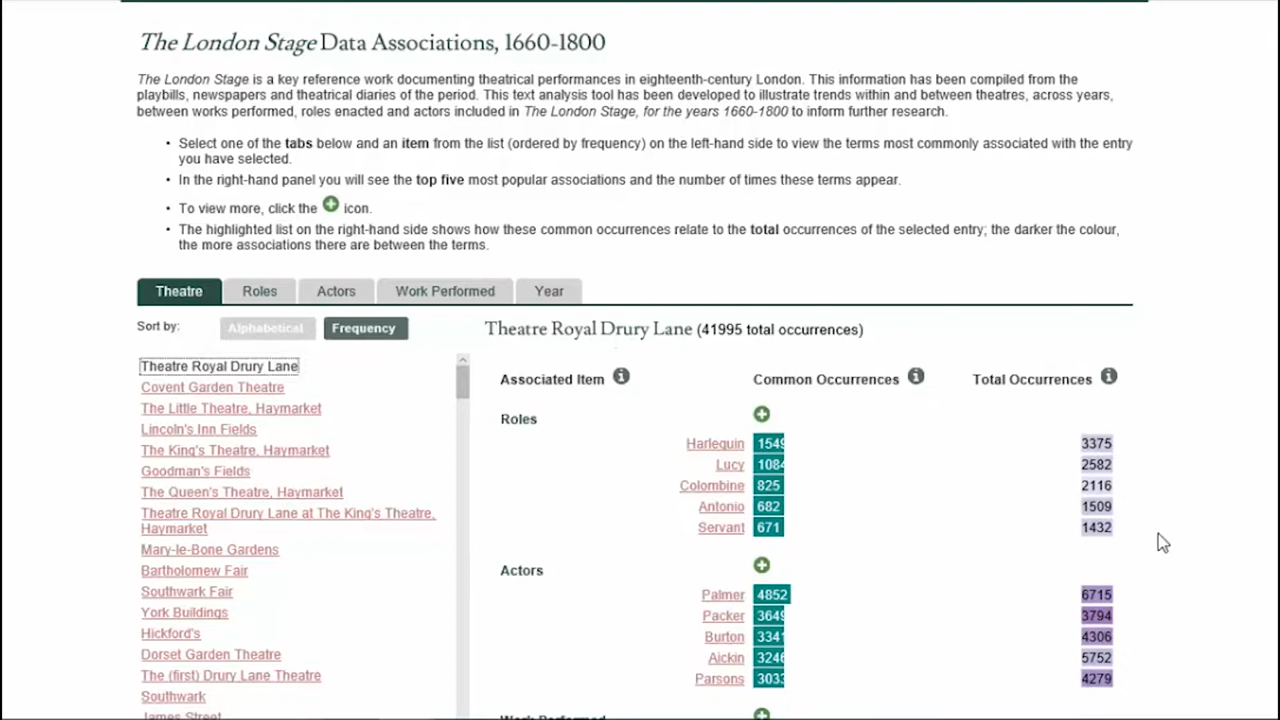 The London Stage Data Associations, 1660-1800
The London Stage is a key reference work documenting theatrical performances in eighteenth-century London. This information has been compiled from the
playbills, newspapers and theatrical diaries of the period. This text analysis tool has been developed to illustrate trends within and between theatres, across years,
between works performed, roles enacted and actors included in The London Stage, for the years 1660-1800 to inform further research.
• Select one of the tabs below and an item from the list (ordered by frequency) on the left-hand side to view the terms most commonly associated with the entry
you have selected.
• In the right-hand panel you will see the top five most popular associations and the number of times these terms appear.
• To view more, click the icon.
• The highlighted list on the right-hand side shows how these common occurrences relate to the total occurrences of the selected entry; the darker the colour,
the more associations there are between the terms.
Theatre Roles Actors Work Performed Year
Sort by: Alphabetical Frequency
Theatre Royal Drury Lane
Covent Garden Theatre
The Little Theatre, Haymarket
Lincoln's Inn Fields
The King's Theatre, Haymarket
Goodman's Fields
The Queen's Theatre, Haymarket
Theatre Royal Drury Lane at The King's Theatre,
Haymarket
Mary-le-Bone Gardens
Bartholomew Fair
Southwark Fair
York Buildings
Hickford's
Dorset Garden Theatre
The (first) Drury Lane Theatre
Southwark
James Street
Theatre Royal Drury Lane (41995 total occurrences)
Associated Item Common Occurrences Total Occurrences
Roles
Harlequin 1549 3375
Lucy 1084 2582
Colombine 825 2116
Antonio 682 1509
Servant 671 1432
Actors
Palmer 4852 6715
Packer 3649 3794
Burton 3341 4306
Aickin 3246 5752
Parsons 3033 4279
Work Performed